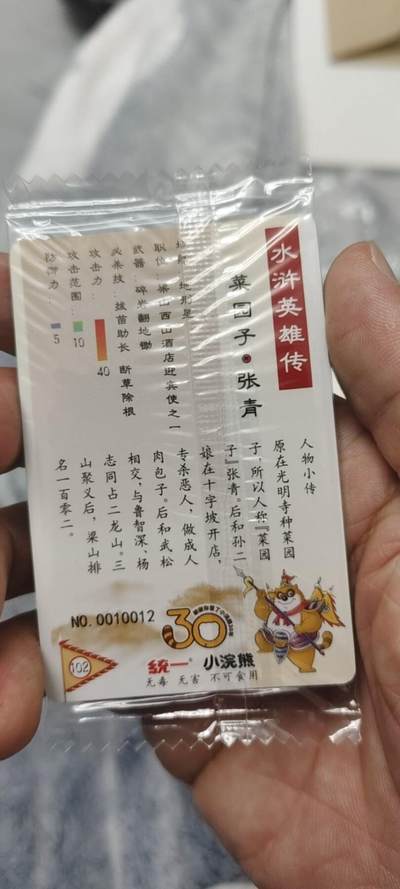 水浒英雄传
菜园子·张青
地刑星
职位：梁山西山酒店迎宾使之一
武器：碎岩翻地锄
必杀技：拔苗助长 断草除根
攻击力： 40
攻击范围： 10
防御力： 5
人物小传
原在光明寺种菜园
子，所以人称『菜园
子』张青。后和孙二
娘在十字坡开店，
专杀恶人，做成人
肉包子。后和武松
相交，与鲁智深、杨
志同占二龙山。三
山聚义后，梁山排
名一百零二。
NO.0010012
30
102
统一 小浣熊
无毒 无害 不可食用